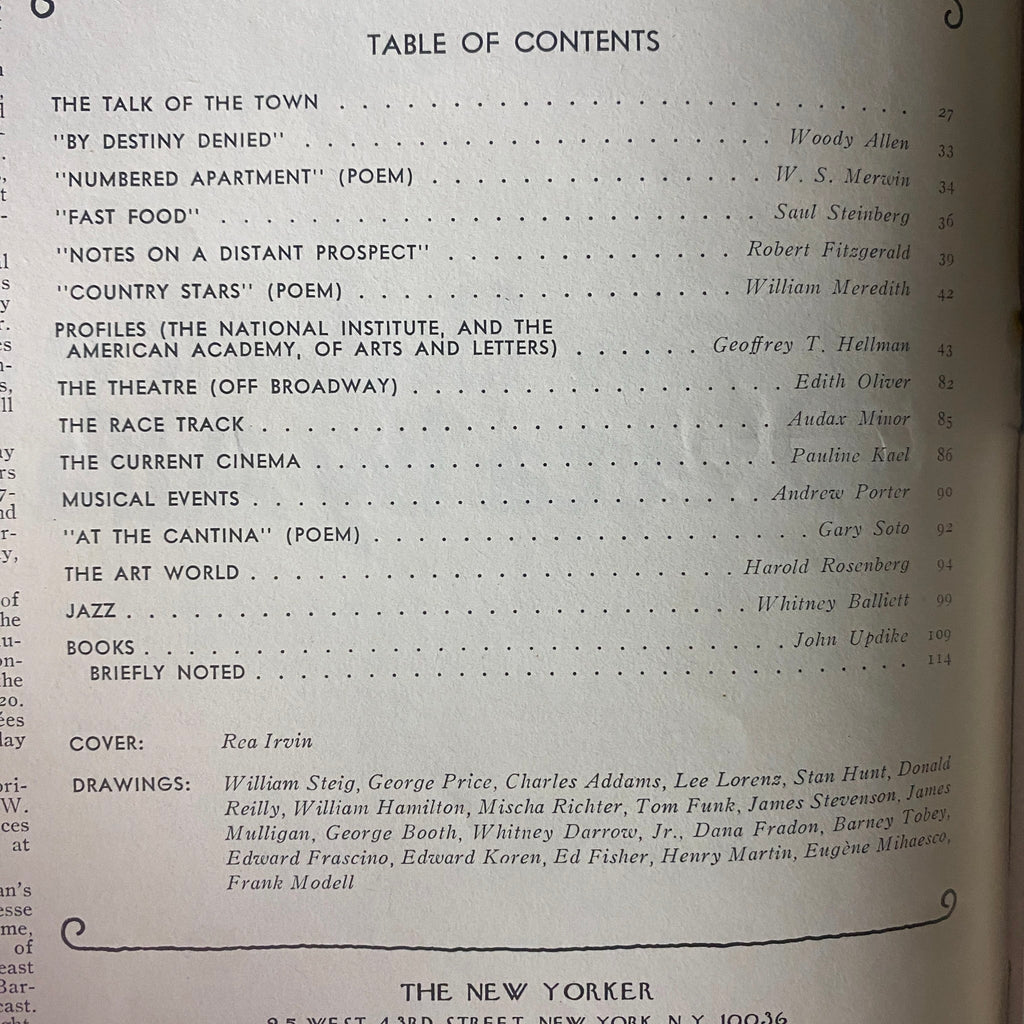 TABLE OF CONTENTS
THE TALK OF THE TOWN . . . . . . . . . . . . . . . . . . . . . . . . . 27
"BY DESTINY DENIED" . . . . . . . . . . . . . . . . . Woody Allen 33
"NUMBERED APARTMENT" (POEM) . . . . . . . . . . . . W. S. Merwin 34
"FAST FOOD" . . . . . . . . . . . . . . . . . . . Saul Steinberg 36
"NOTES ON A DISTANT PROSPECT" . . . . . . . . . . Robert Fitzgerald 39
"COUNTRY STARS" (POEM) . . . . . . . . . . . . . . William Meredith 42
PROFILES (THE NATIONAL INSTITUTE, AND THE
AMERICAN ACADEMY, OF ARTS AND LETTERS) . . . . . . Geoffrey T. Hellman 43
THE THEATRE (OFF BROADWAY) . . . . . . . . . . . . . Edith Oliver 82
THE RACE TRACK . . . . . . . . . . . . . . . . . . Audax Minor 85
THE CURRENT CINEMA . . . . . . . . . . . . . . . . . Pauline Kael 86
MUSICAL EVENTS . . . . . . . . . . . . . . . . . . Andrew Porter 90
"AT THE CANTINA" (POEM) . . . . . . . . . . . . . . . . Gary Soto 92
THE ART WORLD . . . . . . . . . . . . . . . . . Harold Rosenberg 94
JAZZ . . . . . . . . . . . . . . . . . . . . . . Whitney Balliett 99
BOOKS . . . . . . . . . . . . . . . . . . . . . . . John Updike 109
BRIEFLY NOTED . . . . . . . . . . . . . . . . . . . . . . . 114
COVER: Rea Irvin
DRAWINGS: William Steig, George Price, Charles Addams, Lee Lorenz, Stan Hunt, Donald
Reilly, William Hamilton, Mischa Richter, Tom Funk, James Stevenson, James
Mulligan, George Booth, Whitney Darrow, Jr., Dana Fradon, Barney Tobey,
Edward Frascino, Edward Koren, Ed Fisher, Henry Martin, Eugène Mihaesco,
Frank Modell
THE NEW YORKER
25 WEST 43RD STREET, NEW YORK, N.Y. 10036